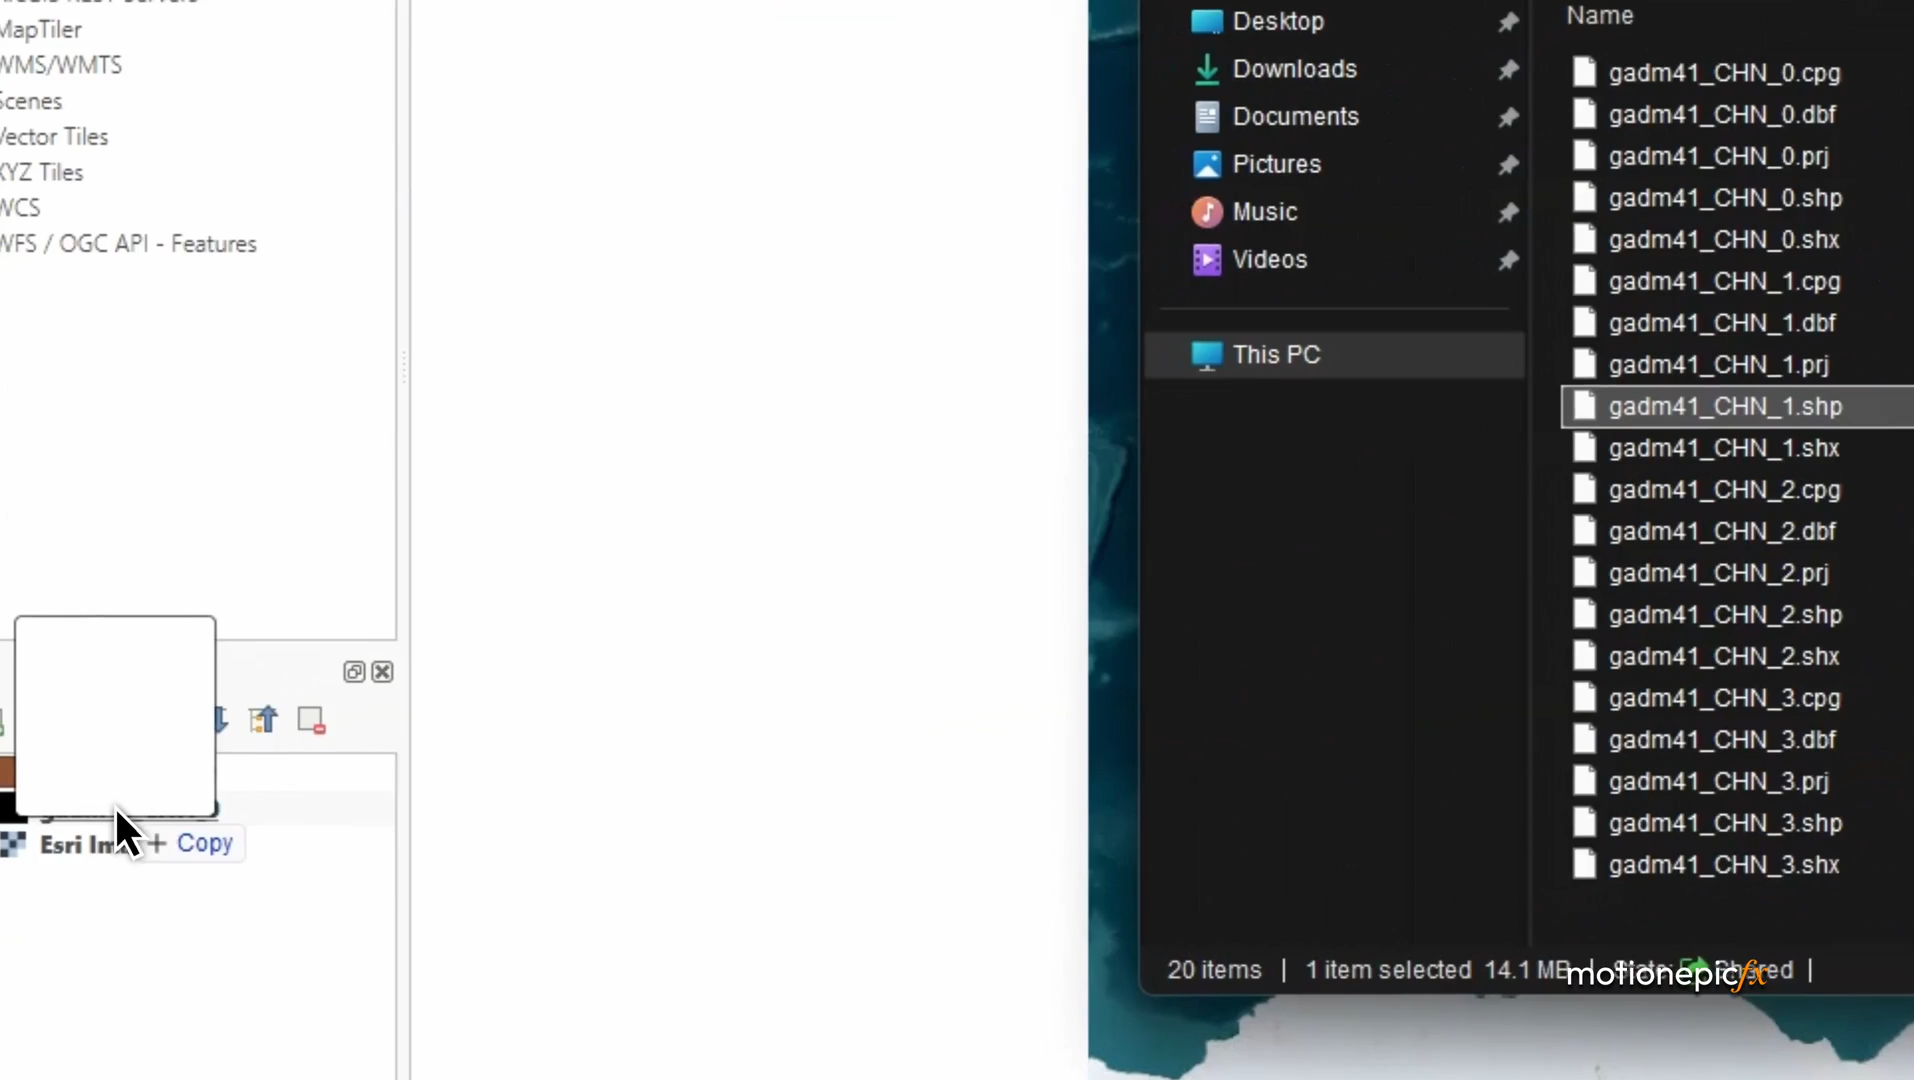 MapTiler
WMS/WMTS
Scenes
Vector Tiles
XYZ Tiles
WCS
WFS / OGC API - Features
Esri
+ Copy
Desktop
Downloads
Documents
Pictures
Music
Videos
This PC
Name
gadm41_CHN_0.cpg
gadm41_CHN_0.dbf
gadm41_CHN_0.prj
gadm41_CHN_0.shp
gadm41_CHN_0.shx
gadm41_CHN_1.cpg
gadm41_CHN_1.dbf
gadm41_CHN_1.prj
gadm41_CHN_1.shp
gadm41_CHN_1.shx
gadm41_CHN_2.cpg
gadm41_CHN_2.dbf
gadm41_CHN_2.prj
gadm41_CHN_2.shp
gadm41_CHN_2.shx
gadm41_CHN_3.cpg
gadm41_CHN_3.dbf
gadm41_CHN_3.prj
gadm41_CHN_3.shp
gadm41_CHN_3.shx
20 items | 1 item selected 14.1 MB | State: Shared |
motionepicfx